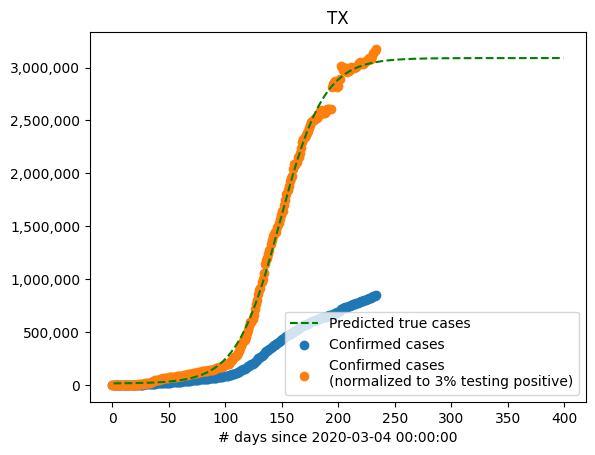 TX
3,000,000
2,500,000
2,000,000
1,500,000
1,000,000
500,000
0
Predicted true cases
Confirmed cases
Confirmed cases
(normalized to 3% testing positive)
0 50 100 150 200 250 300 350 400
# days since 2020-03-04 00:00:00